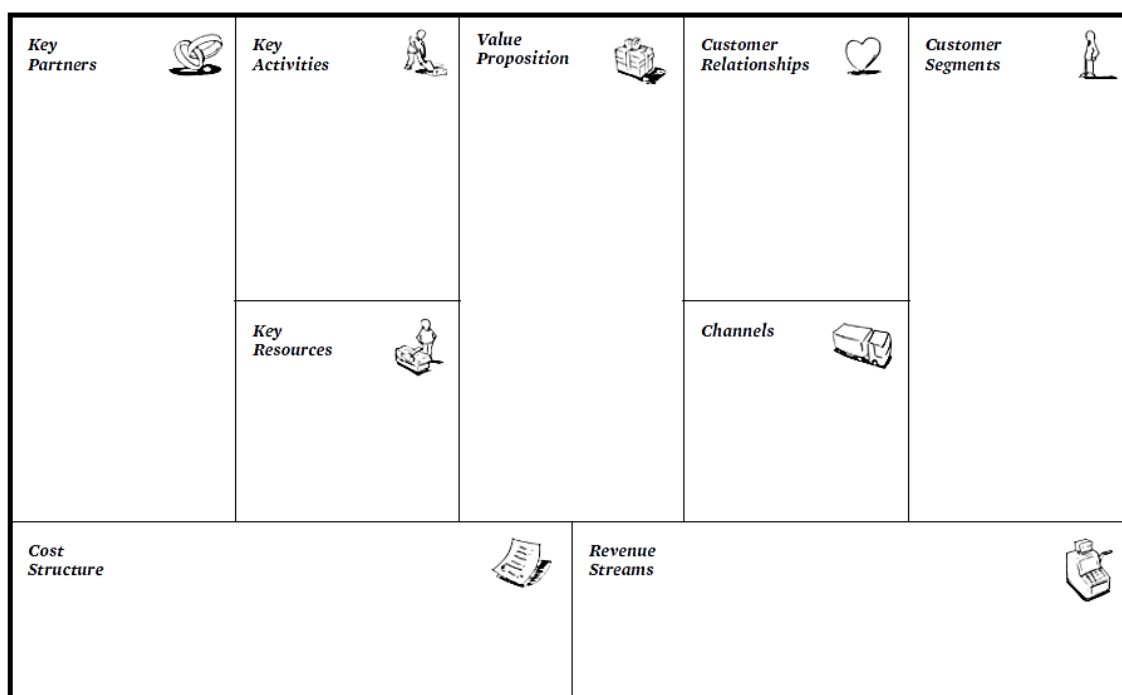 Key
Partners
Key
Activities
Value
Proposition
Customer
Relationships
Customer
Segments
Key
Resources
Channels
Cost
Structure
Revenue
Streams